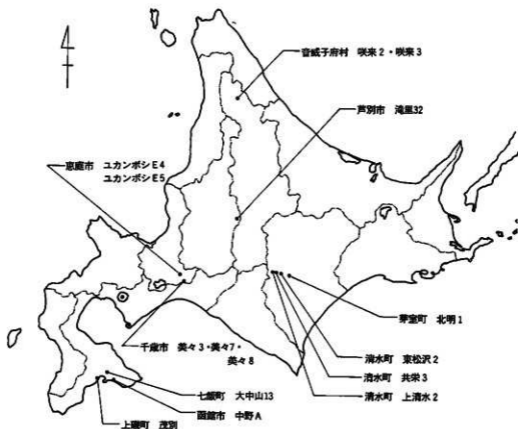 音威子府村 咲来2・咲来3
芦別市 滝里32
恵庭市 ユカンボシE4
ユカンボシE5
芽室町 北明1
千歳市 美々3・美々7・
美々8
清水町 東松沢2
清水町 共栄3
清水町 上清水2
七飯町 大中山13
函館市 中野A
上磯町 茂別